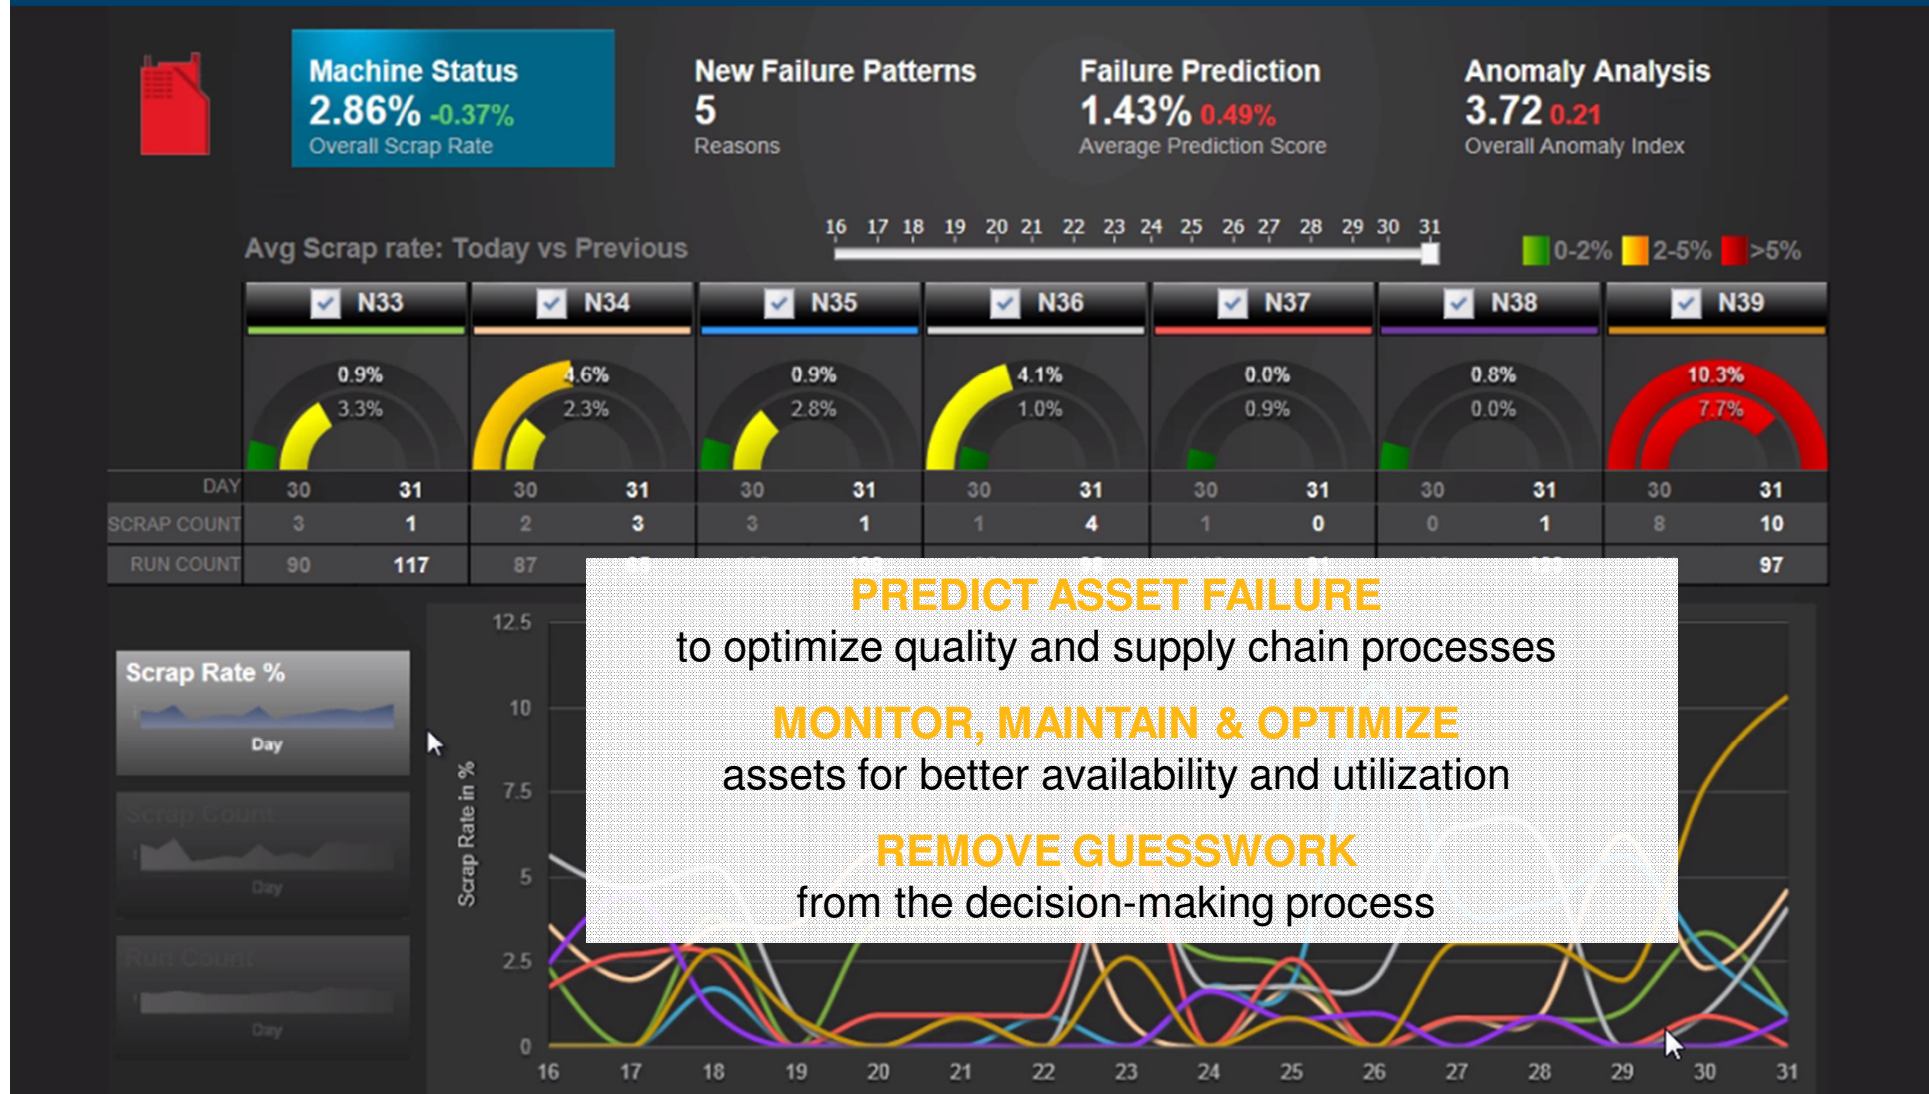 Machine Status
2.86% -0.37%
Overall Scrap Rate
New Failure Patterns
5
Reasons
Failure Prediction
1.43% 0.49%
Average Prediction Score
Anomaly Analysis
3.72 0.21
Overall Anomaly Index
Avg Scrap rate: Today vs Previous
16 17 18 19 20 21 22 23 24 25 26 27 28 29 30 31
0-2% 2-5% >5%
N33 N34 N35 N36 N37 N38 N39
0.9% 4.6% 0.9% 4.1% 0.0% 0.8% 10.3%
3.3% 2.3% 2.8% 1.0% 0.9% 0.0% 7.7%
DAY 30 31 30 31 30 31 30 31 30 31 30 31 30 31
SCRAP COUNT 3 1 2 3 3 1 1 4 1 0 0 1 8 10
RUN COUNT 90 117 87 97
PREDICT ASSET FAILURE
to optimize quality and supply chain processes
MONITOR, MAINTAIN & OPTIMIZE
assets for better availability and utilization
REMOVE GUESSWORK
from the decision-making process
Scrap Rate %
Day
Scrap Count
Day
Run Count
Day
Scrap Rate in %
12.5
10
7.5
5
2.5
0
16 17 18 19 20 21 22 23 24 25 26 27 28 29 30 31